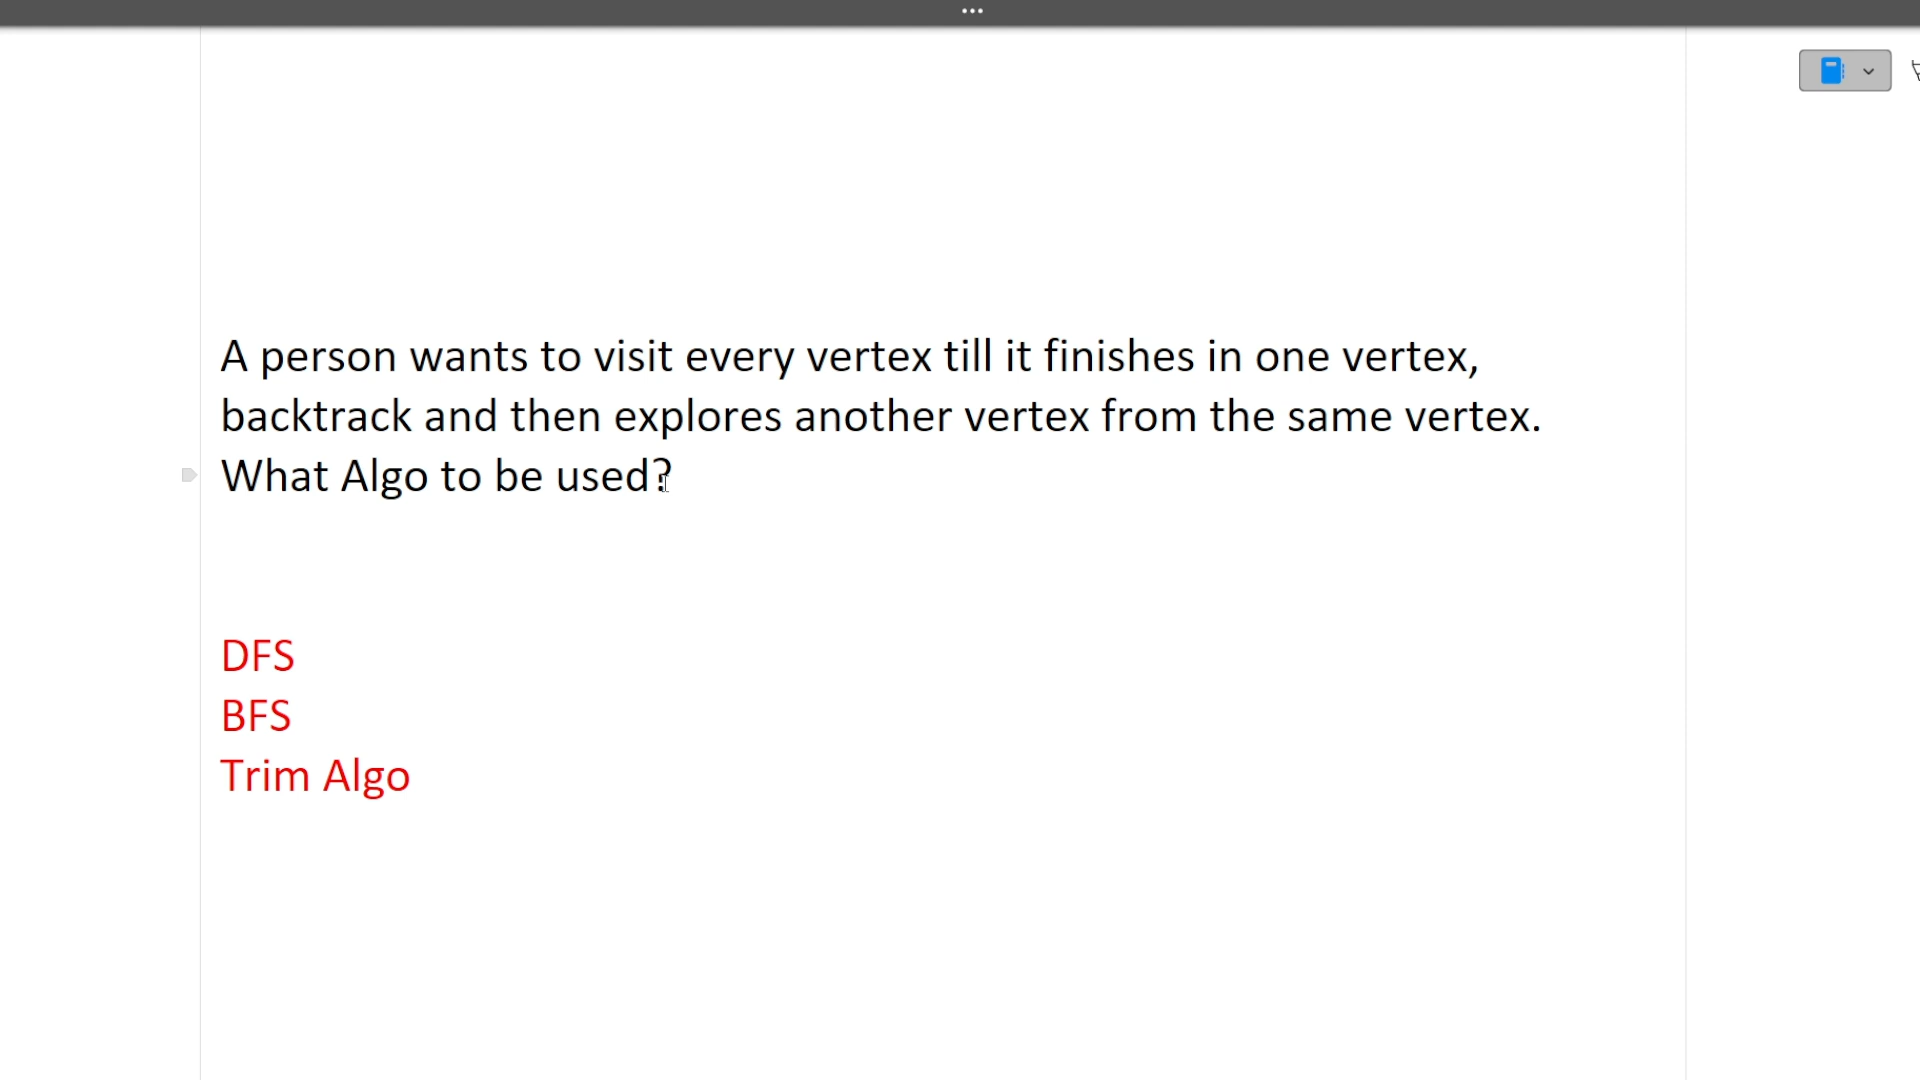 A person wants to visit every vertex till it finishes in one vertex,
backtrack and then explores another vertex from the same vertex.
What Algo to be used?
DFS
BFS
Trim Algo